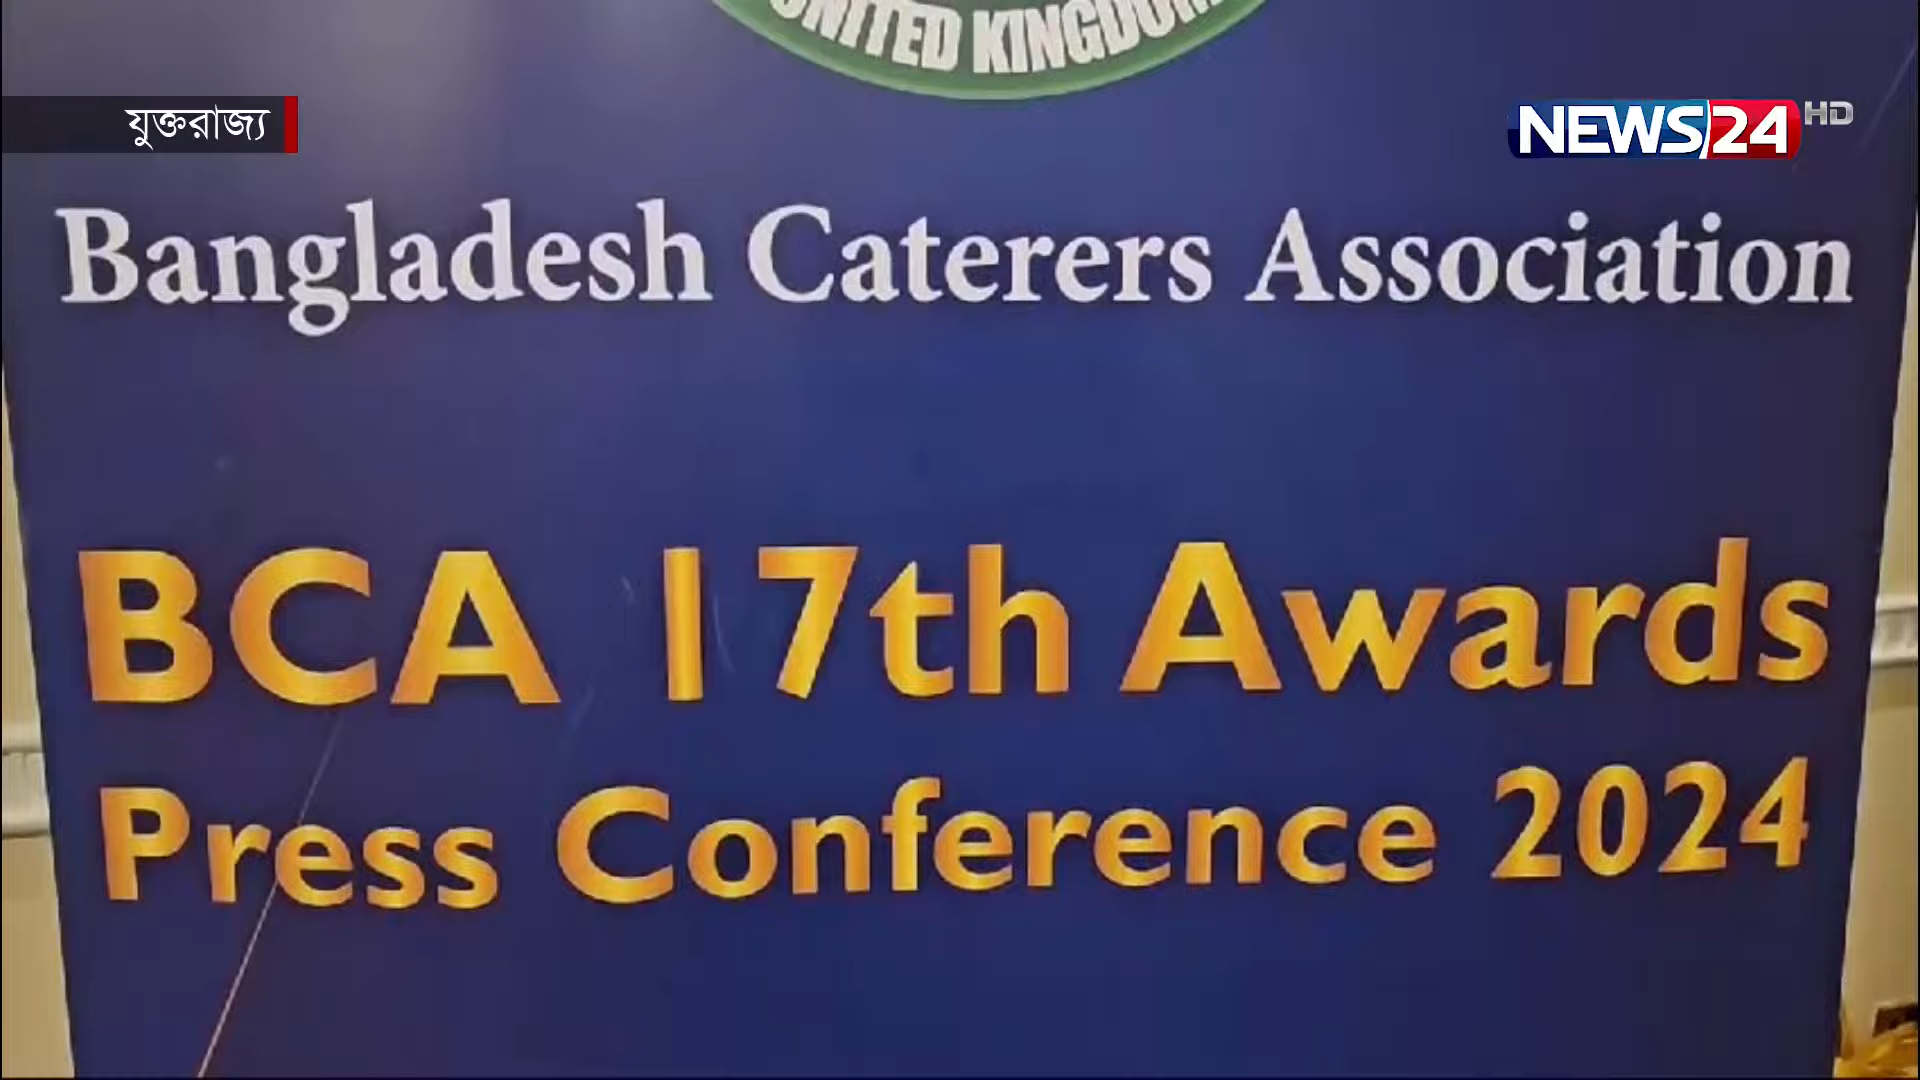 UNITED KINGDOM
যুক্তরাজ্য
NEWS24 HD
Bangladesh Caterers Association
BCA 17th Awards
Press Conference 2024